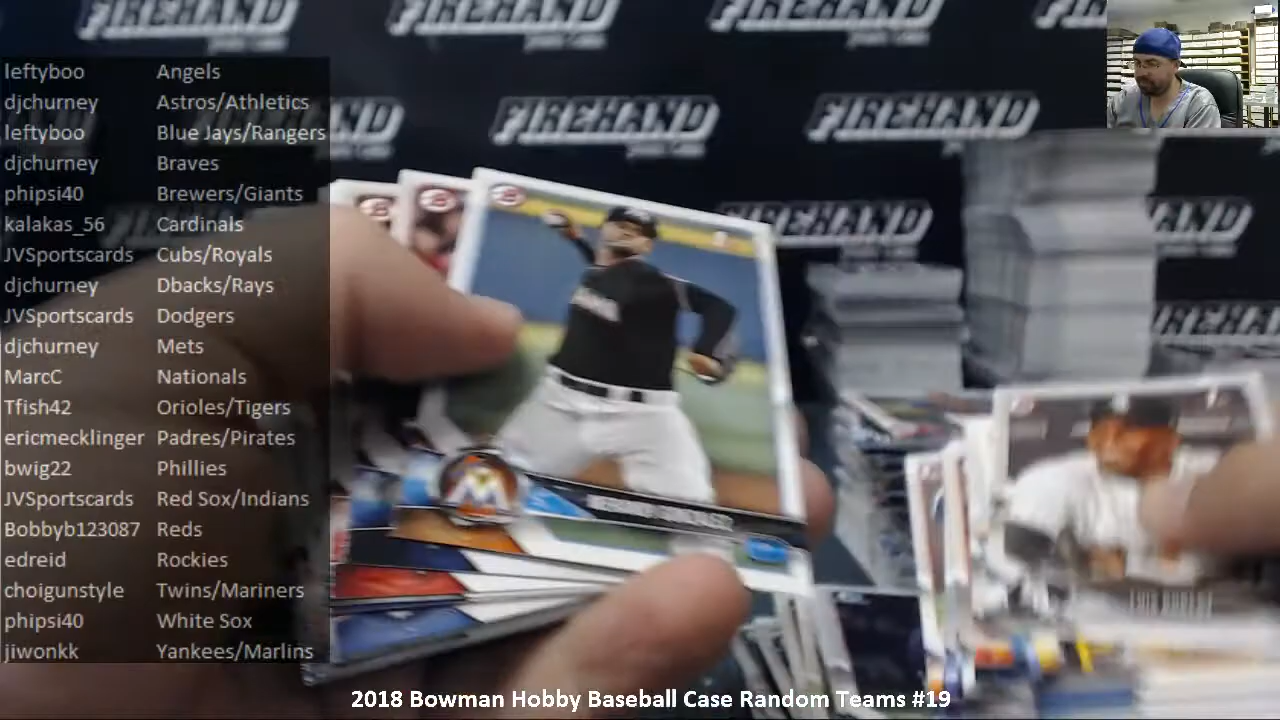 FIREHAND FIREHAND FIREHAND
FIREHAND FIREHAND
FIREHAND
leftyboo Angels
djchurney Astros/Athletics
leftyboo Blue Jays/Rangers
djchurney Braves
phipsi40 Brewers/Giants
kalakas_56 Cardinals
JVSportscards Cubs/Royals
djchurney Dbacks/Rays
JVSportscards Dodgers
djchurney Mets
MarcC Nationals
Tfish42 Orioles/Tigers
ericmecklinger Padres/Pirates
bwig22 Phillies
JVSportscards Red Sox/Indians
Bobbyb123087 Reds
edreid Rockies
choigunstyle Twins/Mariners
phipsi40 White Sox
jiwonkk Yankees/Marlins
2018 Bowman Hobby Baseball Case Random Teams #19